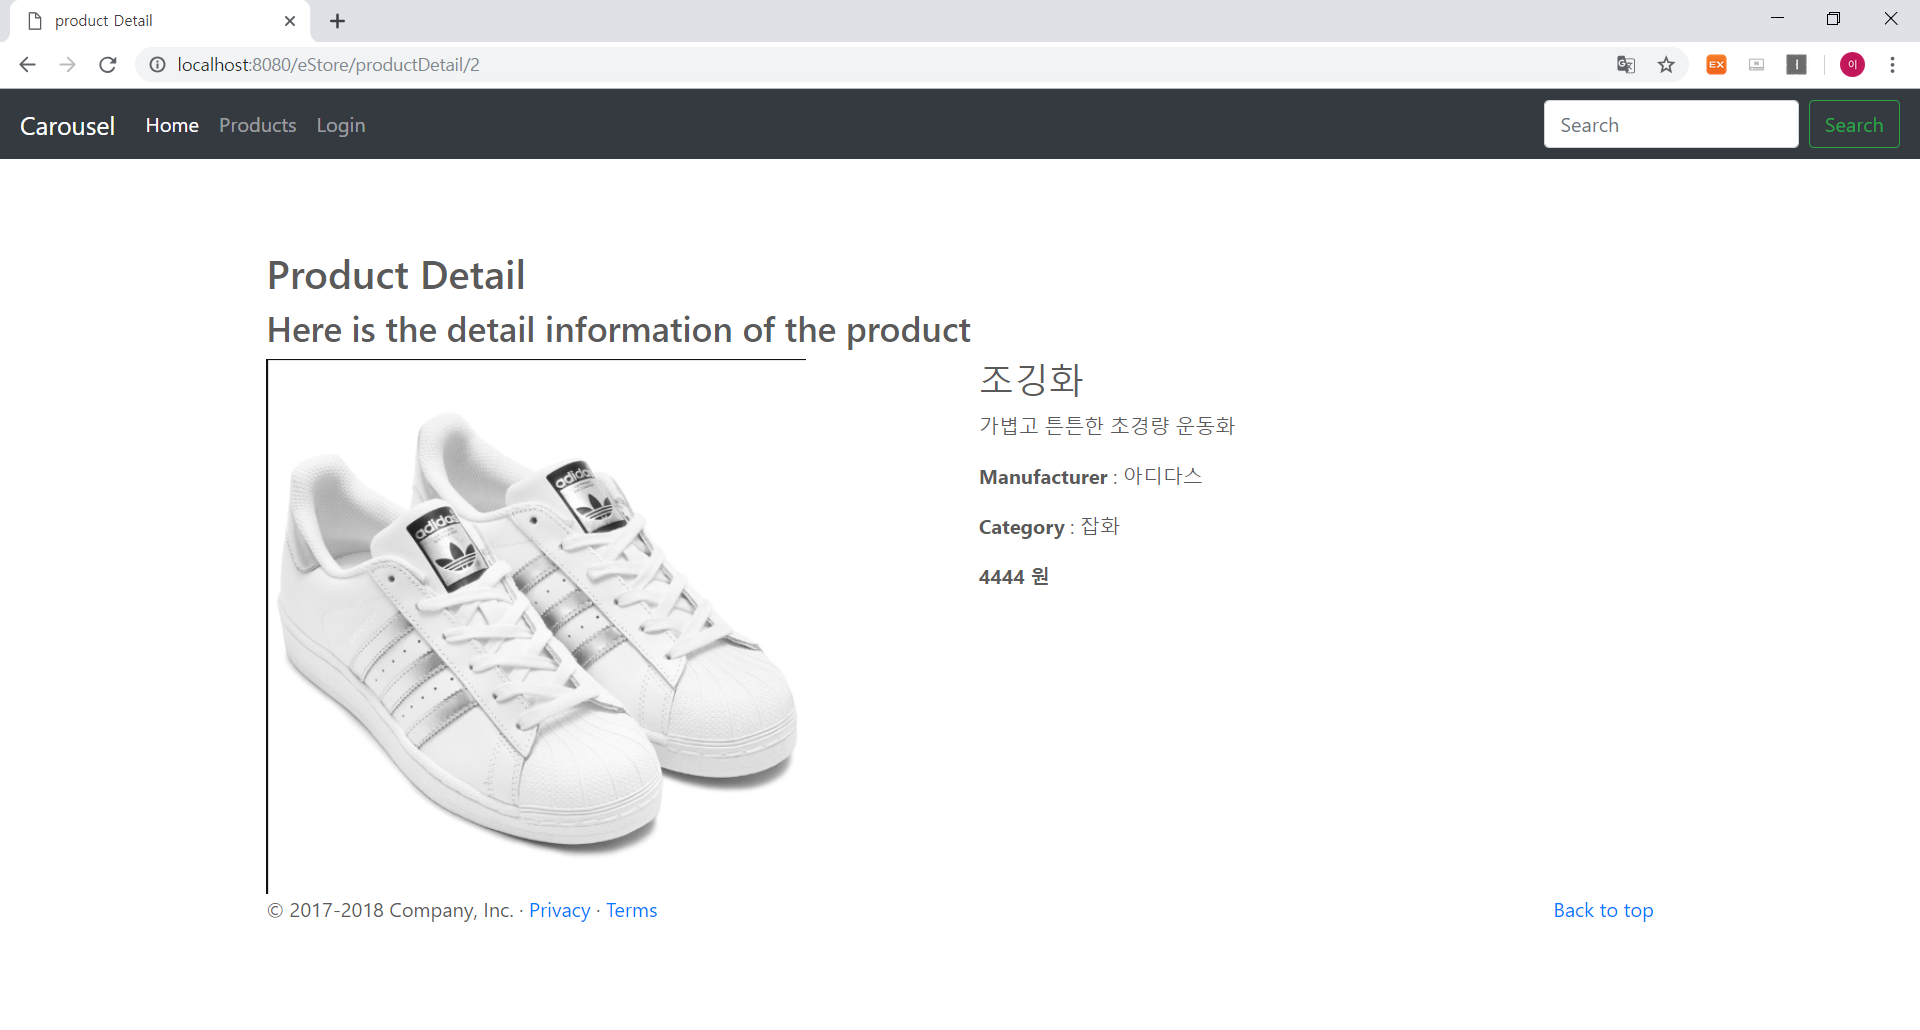 product Detail
localhost:8080/eStore/productDetail/2
EX
이
Carousel Home Products Login
Search Search
Product Detail
Here is the detail information of the product
조깅화
가볍고 튼튼한 초경량 운동화
Manufacturer : 아디다스
Category : 잡화
4444 원
adidas
adidas
© 2017-2018 Company, Inc. · Privacy · Terms
Back to top